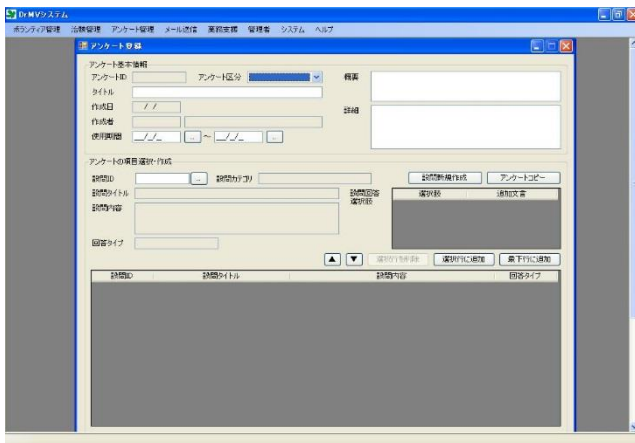 DrMVシステム
ボランティア管理 治験管理 アンケート管理 メール送信 業務支援 管理者 システム ヘルプ
アンケート登録
アンケート基本情報
アンケートID アンケート区分 概要
タイトル
作成日 / / 詳細
作成者
使用期間 __/_/_ ... ～ __/_/_ ...
アンケートの項目選択・作成
設問ID ... 設問カテゴリ 設問新規作成 アンケートコピー
設問タイトル 設問回答選択肢 選択肢 追加文言
設問内容
回答タイプ
▲ ▼ 選択行を削除 選択行に追加 最下行に追加
設問ID 設問タイトル 設問内容 回答タイプ